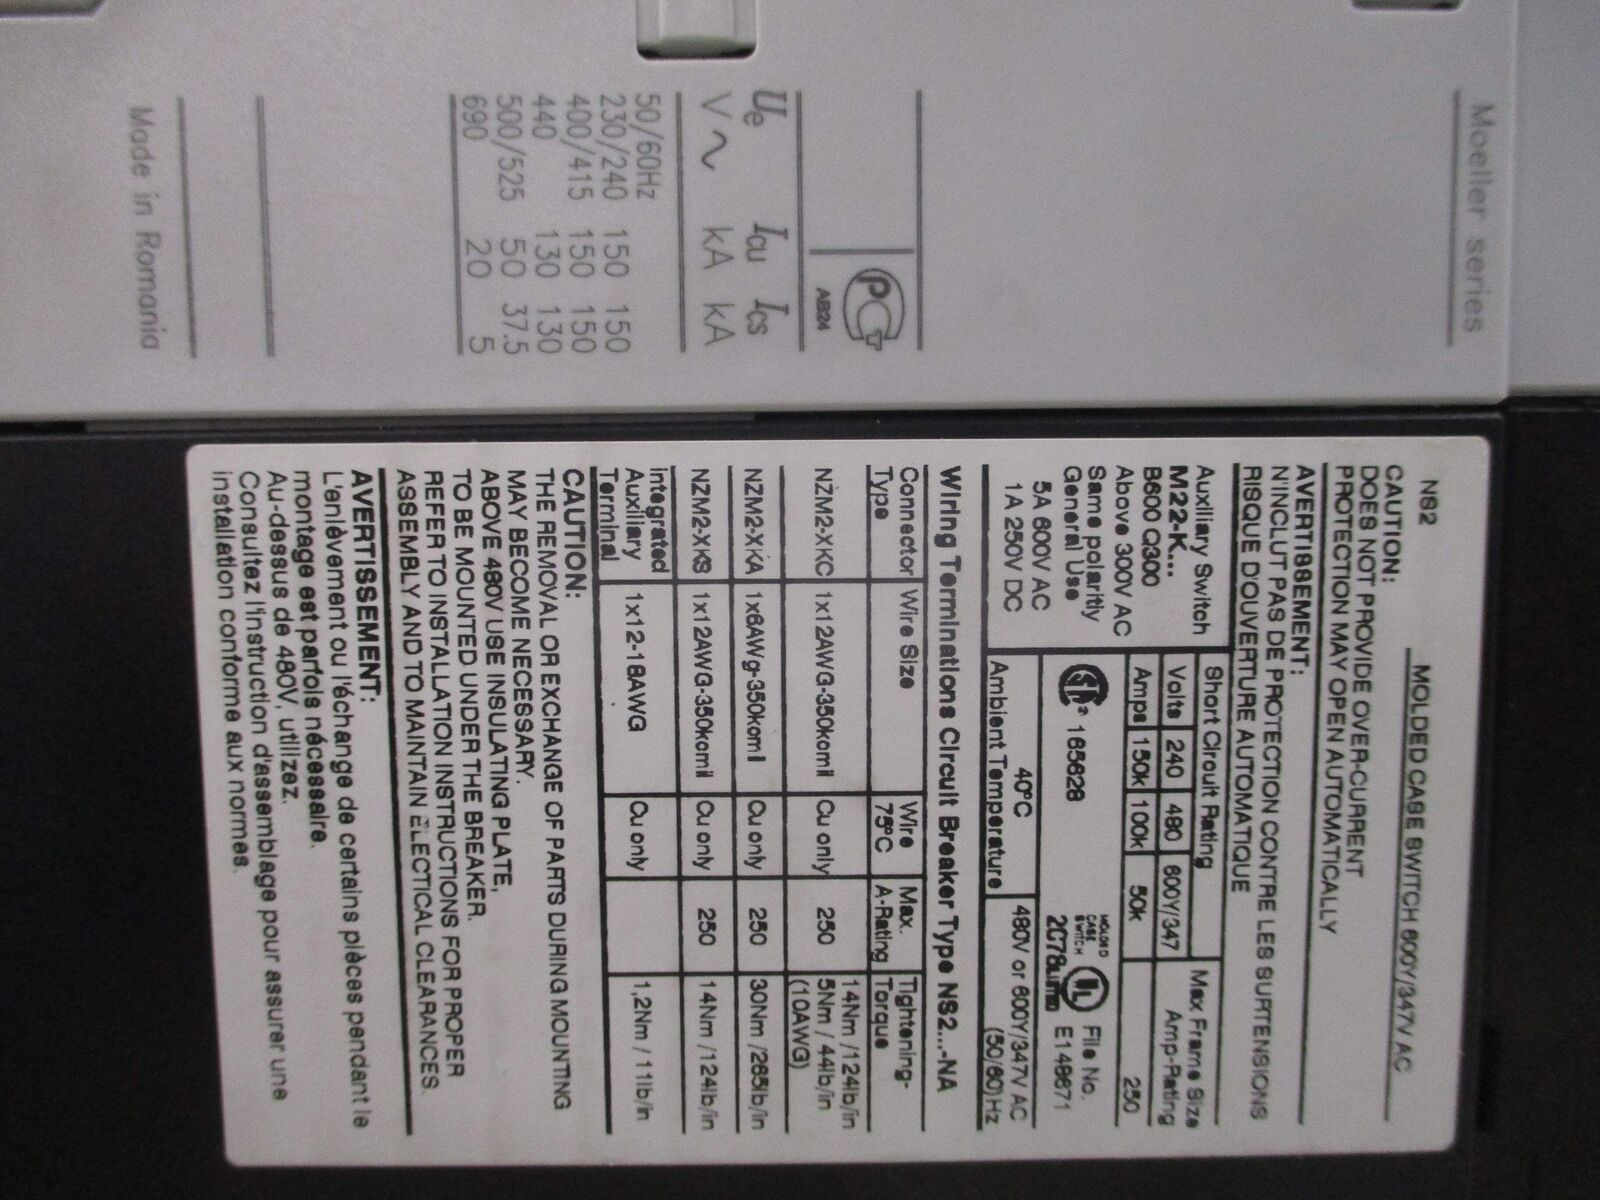 Moeller series
PCT
AB24
Ue Icu Ics
V~ kA kA
50/60Hz
230/240 150 150
400/415 150 150
440 130 130
500/525 50 37.5
690 20 5
Made in Romania
NS2 MOLDED CASE SWITCH 600Y/347V AC
CAUTION:
DOES NOT PROVIDE OVER-CURRENT
PROTECTION MAY OPEN AUTOMATICALLY
AVERTISSEMENT:
N'INCLUT PAS DE PROTECTION CONTRE LES SURTENSIONS
RISQUE D'OUVERTURE AUTOMATIQUE
Auxiliary Switch
M22-K...
B600 Q300
Above 300V AC
Same polaritly
General Use
5A 600V AC
1A 250V DC
Short Circuit Rating Max Frame Size
Volts 240 480 600Y/347 Amp-Rating
Amps 150k 100k 50k 250
SA 165628
MOLDED
CASE
SWITCH
2078 LISTED
UL
File No.
E148671
40°C 480V or 600Y/347V AC
Ambient Temperature (50/60)Hz
Wiring Terminations Circuit Breaker Type NS2...-NA
Connector Wire Size Wire Max. Tightening-
Type 75°C A-Rating Torque
NZM2-XKC 1x12AWG-350kcmil Cu only 250 14Nm /124lb/in
5Nm / 44lb/in
(10AWG)
NZM2-XKA 1x6AWg-350kcmil Cu only 250 30Nm /265lb/in
NZM2-XKS 1x12AWG-350kcmil Cu only 250 14Nm /124lb/in
Integrated
Auxiliary
Terminal 1x12-18AWG Cu only 1,2Nm / 11lb/in
CAUTION:
THE REMOVAL OR EXCHANGE OF PARTS DURING MOUNTING
MAY BECOME NECESSARY.
ABOVE 480V USE INSULATING PLATE,
TO BE MOUNTED UNDER THE BREAKER.
REFER TO INSTALLATION INSTRUCTIONS FOR PROPER
ASSEMBLY AND TO MAINTAIN ELECTICAL CLEARANCES.
AVERTISSEMENT:
L'enlèvement ou l'échange de certains pièces pendant le
montage est parfois nécessaire.
Au-dessus de 480V, utilizez.
Consultez l'instruction d'assemblage pour assurer une
installation conforme aux normes.